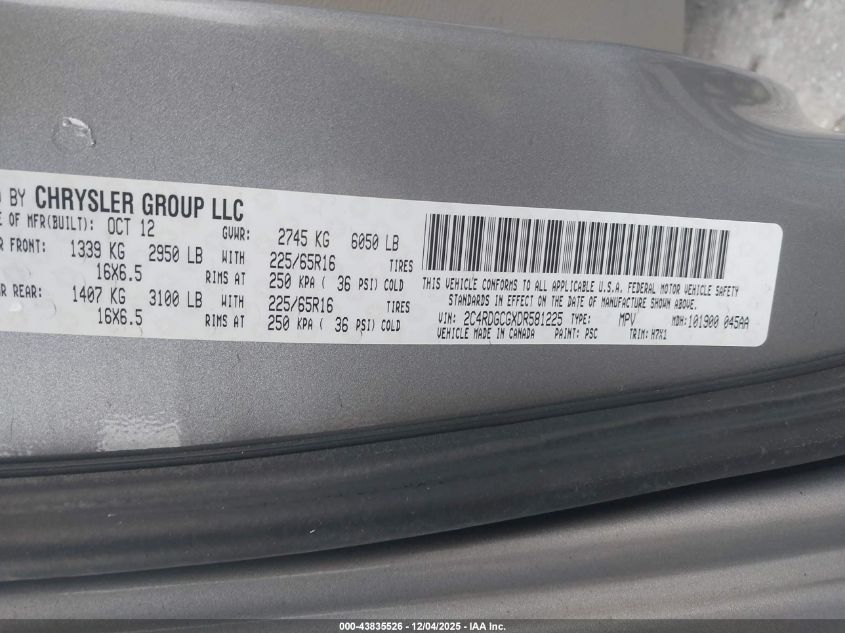 BY CHRYSLER GROUP LLC
OF MFR(BUILT): OCT 12 GVWR: 2745 KG 6050 LB
FRONT: 1339 KG 2950 LB WITH 225/65R16 TIRES
16X6.5 RIMS AT 250 KPA ( 36 PSI) COLD
REAR: 1407 KG 3100 LB WITH 225/65R16 TIRES
16X6.5 RIMS AT 250 KPA ( 36 PSI) COLD
THIS VEHICLE CONFORMS TO ALL APPLICABLE U.S.A. FEDERAL MOTOR VEHICLE SAFETY
STANDARDS IN EFFECT ON THE DATE OF MANUFACTURE SHOWN ABOVE.
VIN: 2C4RDGCGXDR581225 TYPE: MPV MDH: 101900 045AA
VEHICLE MADE IN CANADA PAINT: PSC TRIM: H7X1
000-43835526 - 12/04/2025 - IAA Inc.